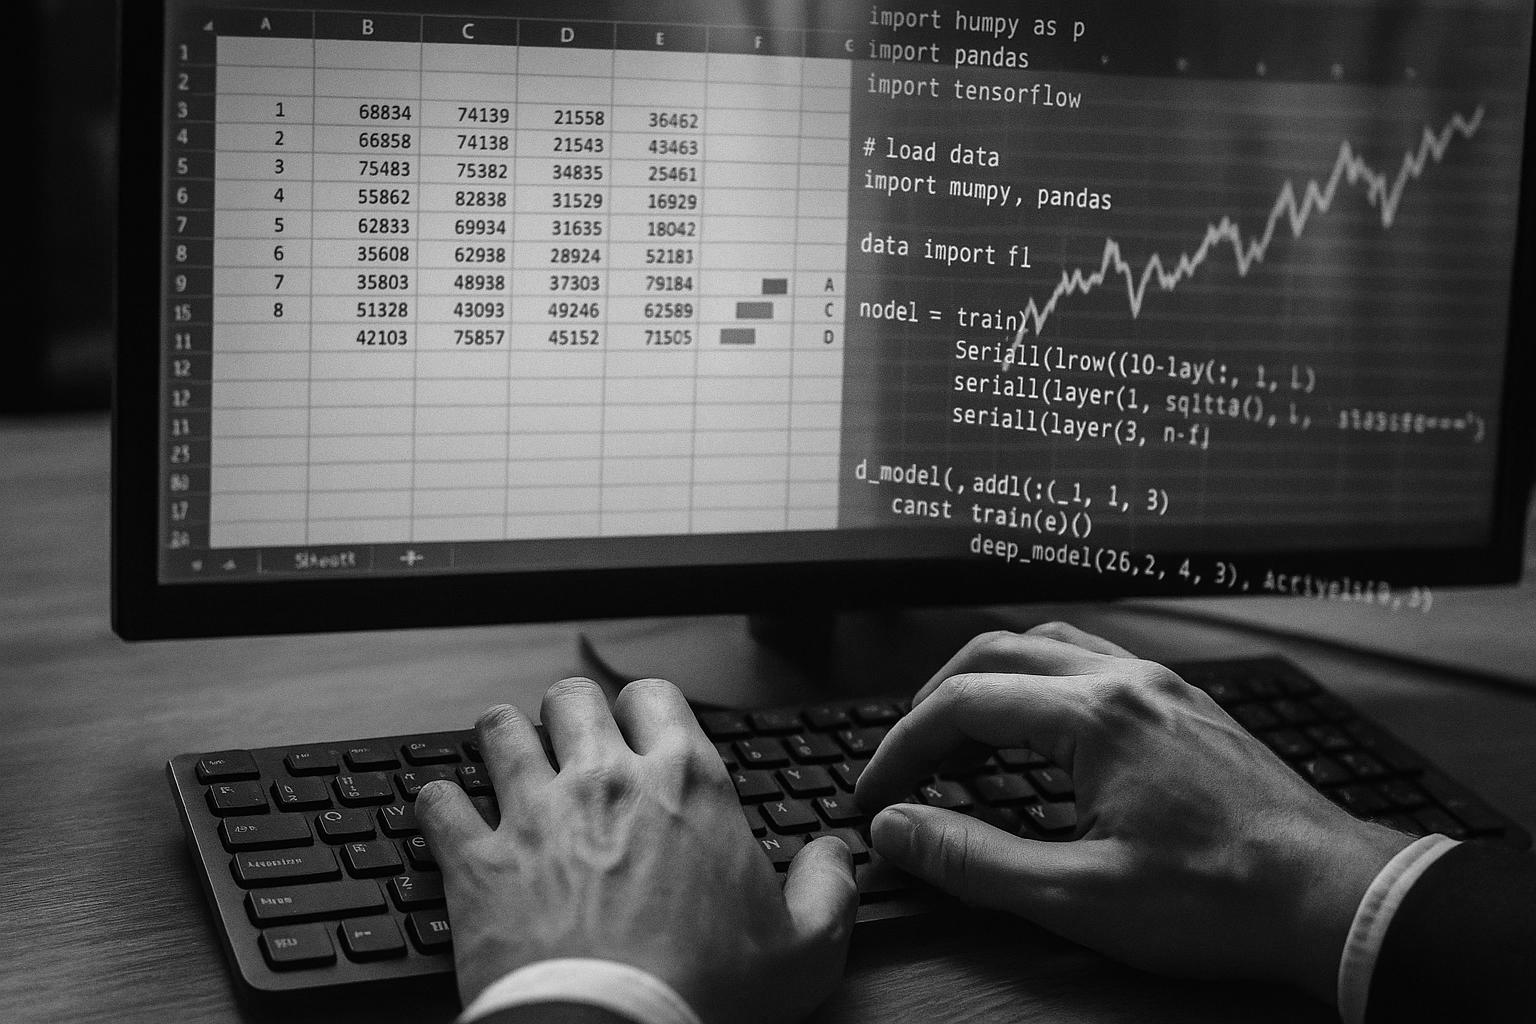 A B C D E F
1
2
3 1 68834 74139 21558 36462
4 2 66858 74138 21543 43463
5 3 75483 75382 34835 25461
6 4 55862 82838 31529 16929
7 5 62833 69934 31635 18042
8 6 35608 62938 28924 52181
9 7 35803 48938 37303 79184 A
15 8 51328 43093 49246 62589 C
11 42103 75857 45152 71505 D
12
12
11
17
import humpy as p
import pandas
import tensorflow
# load data
import mumpy, pandas
data import fl
nodel = train)
Seriall(lrow((10-lay(:, 1, l)
seriall(layer(1, sqltta(), l,
seriall(layer(3, n-f
d_model(,addl(:(_1, 1, 3)
canst train(e)()
deep_model(26,2, 4, 3),